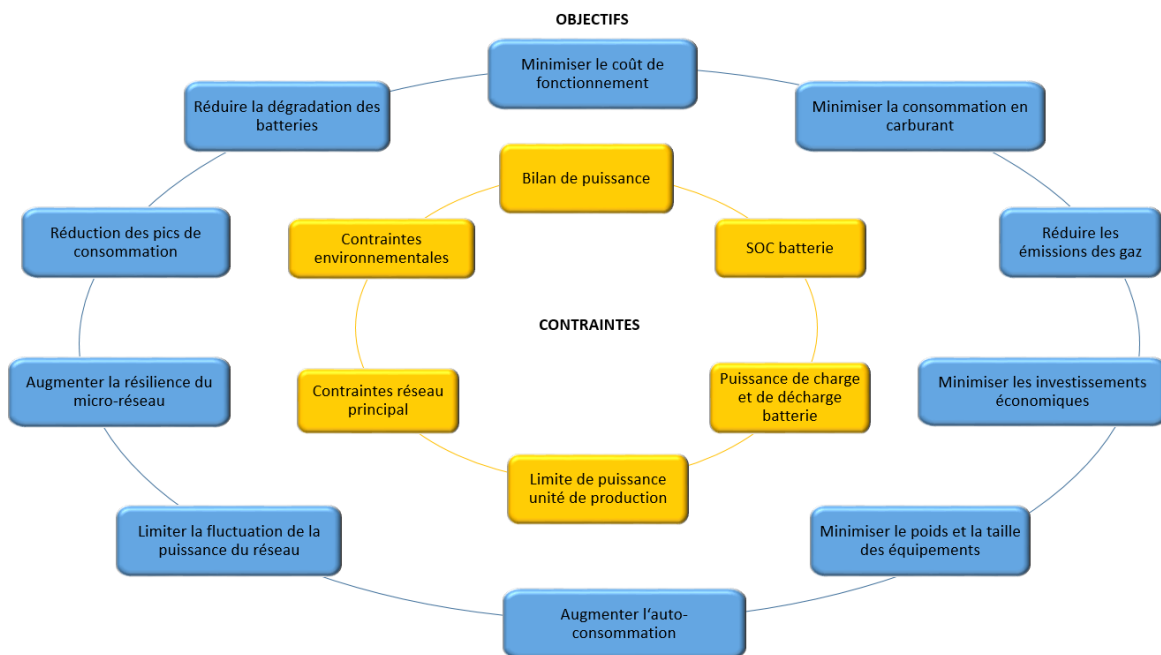 OBJECTIFS
Minimiser le coût de
fonctionnement
Minimiser la consommation en
carburant
Réduire les
émissions des gaz
Minimiser les investissements
économiques
Minimiser le poids et la taille
des équipements
Augmenter l‘auto-
consommation
Limiter la fluctuation de la
puissance du réseau
Augmenter la résilience du
micro-réseau
Réduction des pics de
consommation
Réduire la dégradation des
batteries
CONTRAINTES
Bilan de puissance
SOC batterie
Puissance de charge
et de décharge
batterie
Limite de puissance
unité de production
Contraintes réseau
principal
Contraintes
environnementales